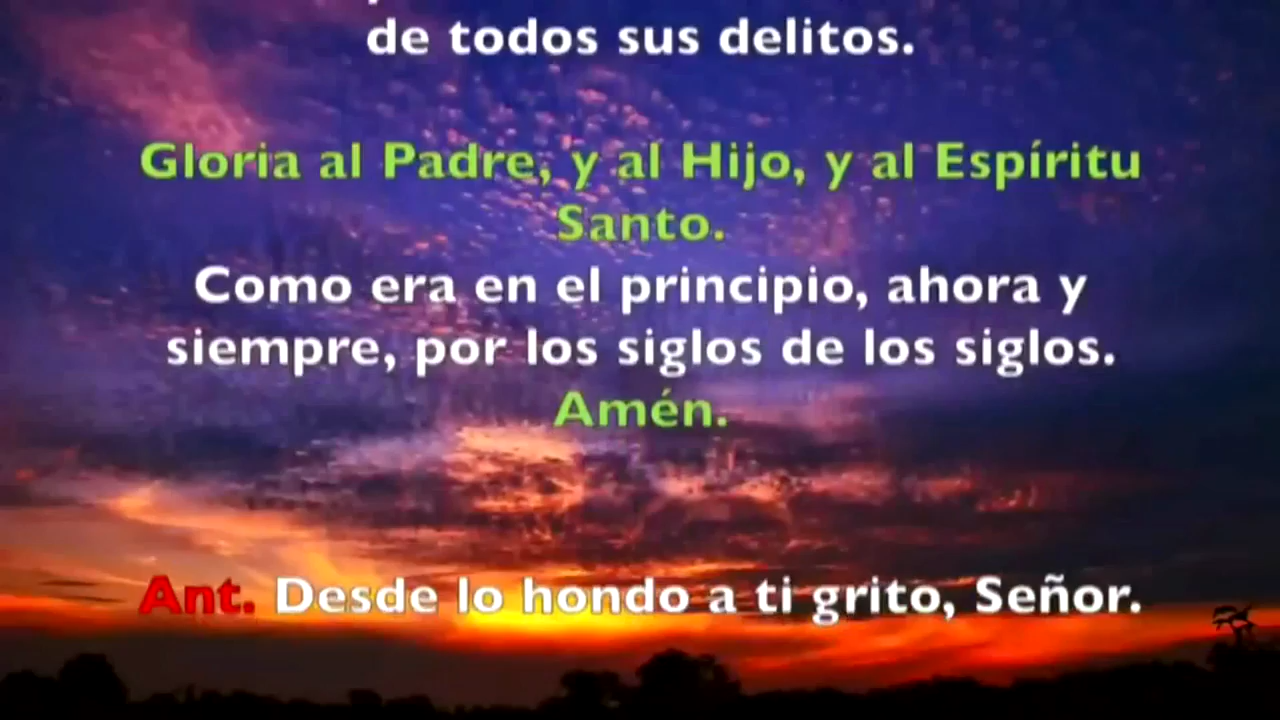 de todos sus delitos.
Gloria al Padre, y al Hijo, y al Espíritu
Santo.
Como era en el principio, ahora y
siempre, por los siglos de los siglos.
Amén.
Ant. Desde lo hondo a ti grito, Señor.